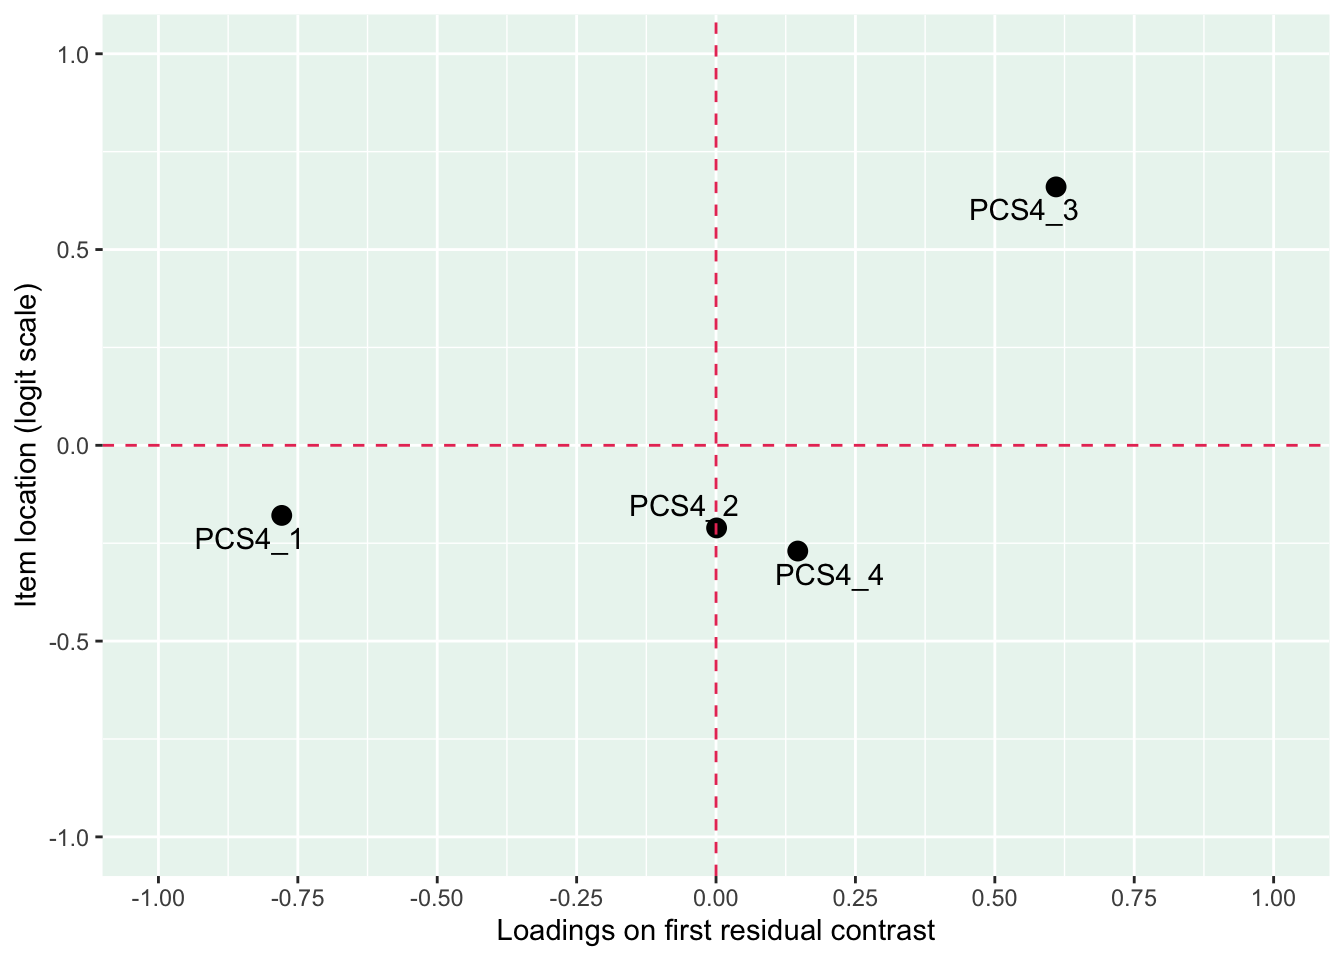 1.0
PCS4_3
0.5
0.0
PCS4_2
PCS4_1
PCS4_4
-0.5
-1.0
Item location (logit scale)
-1.00 -0.75 -0.50 -0.25 0.00 0.25 0.50 0.75 1.00
Loadings on first residual contrast